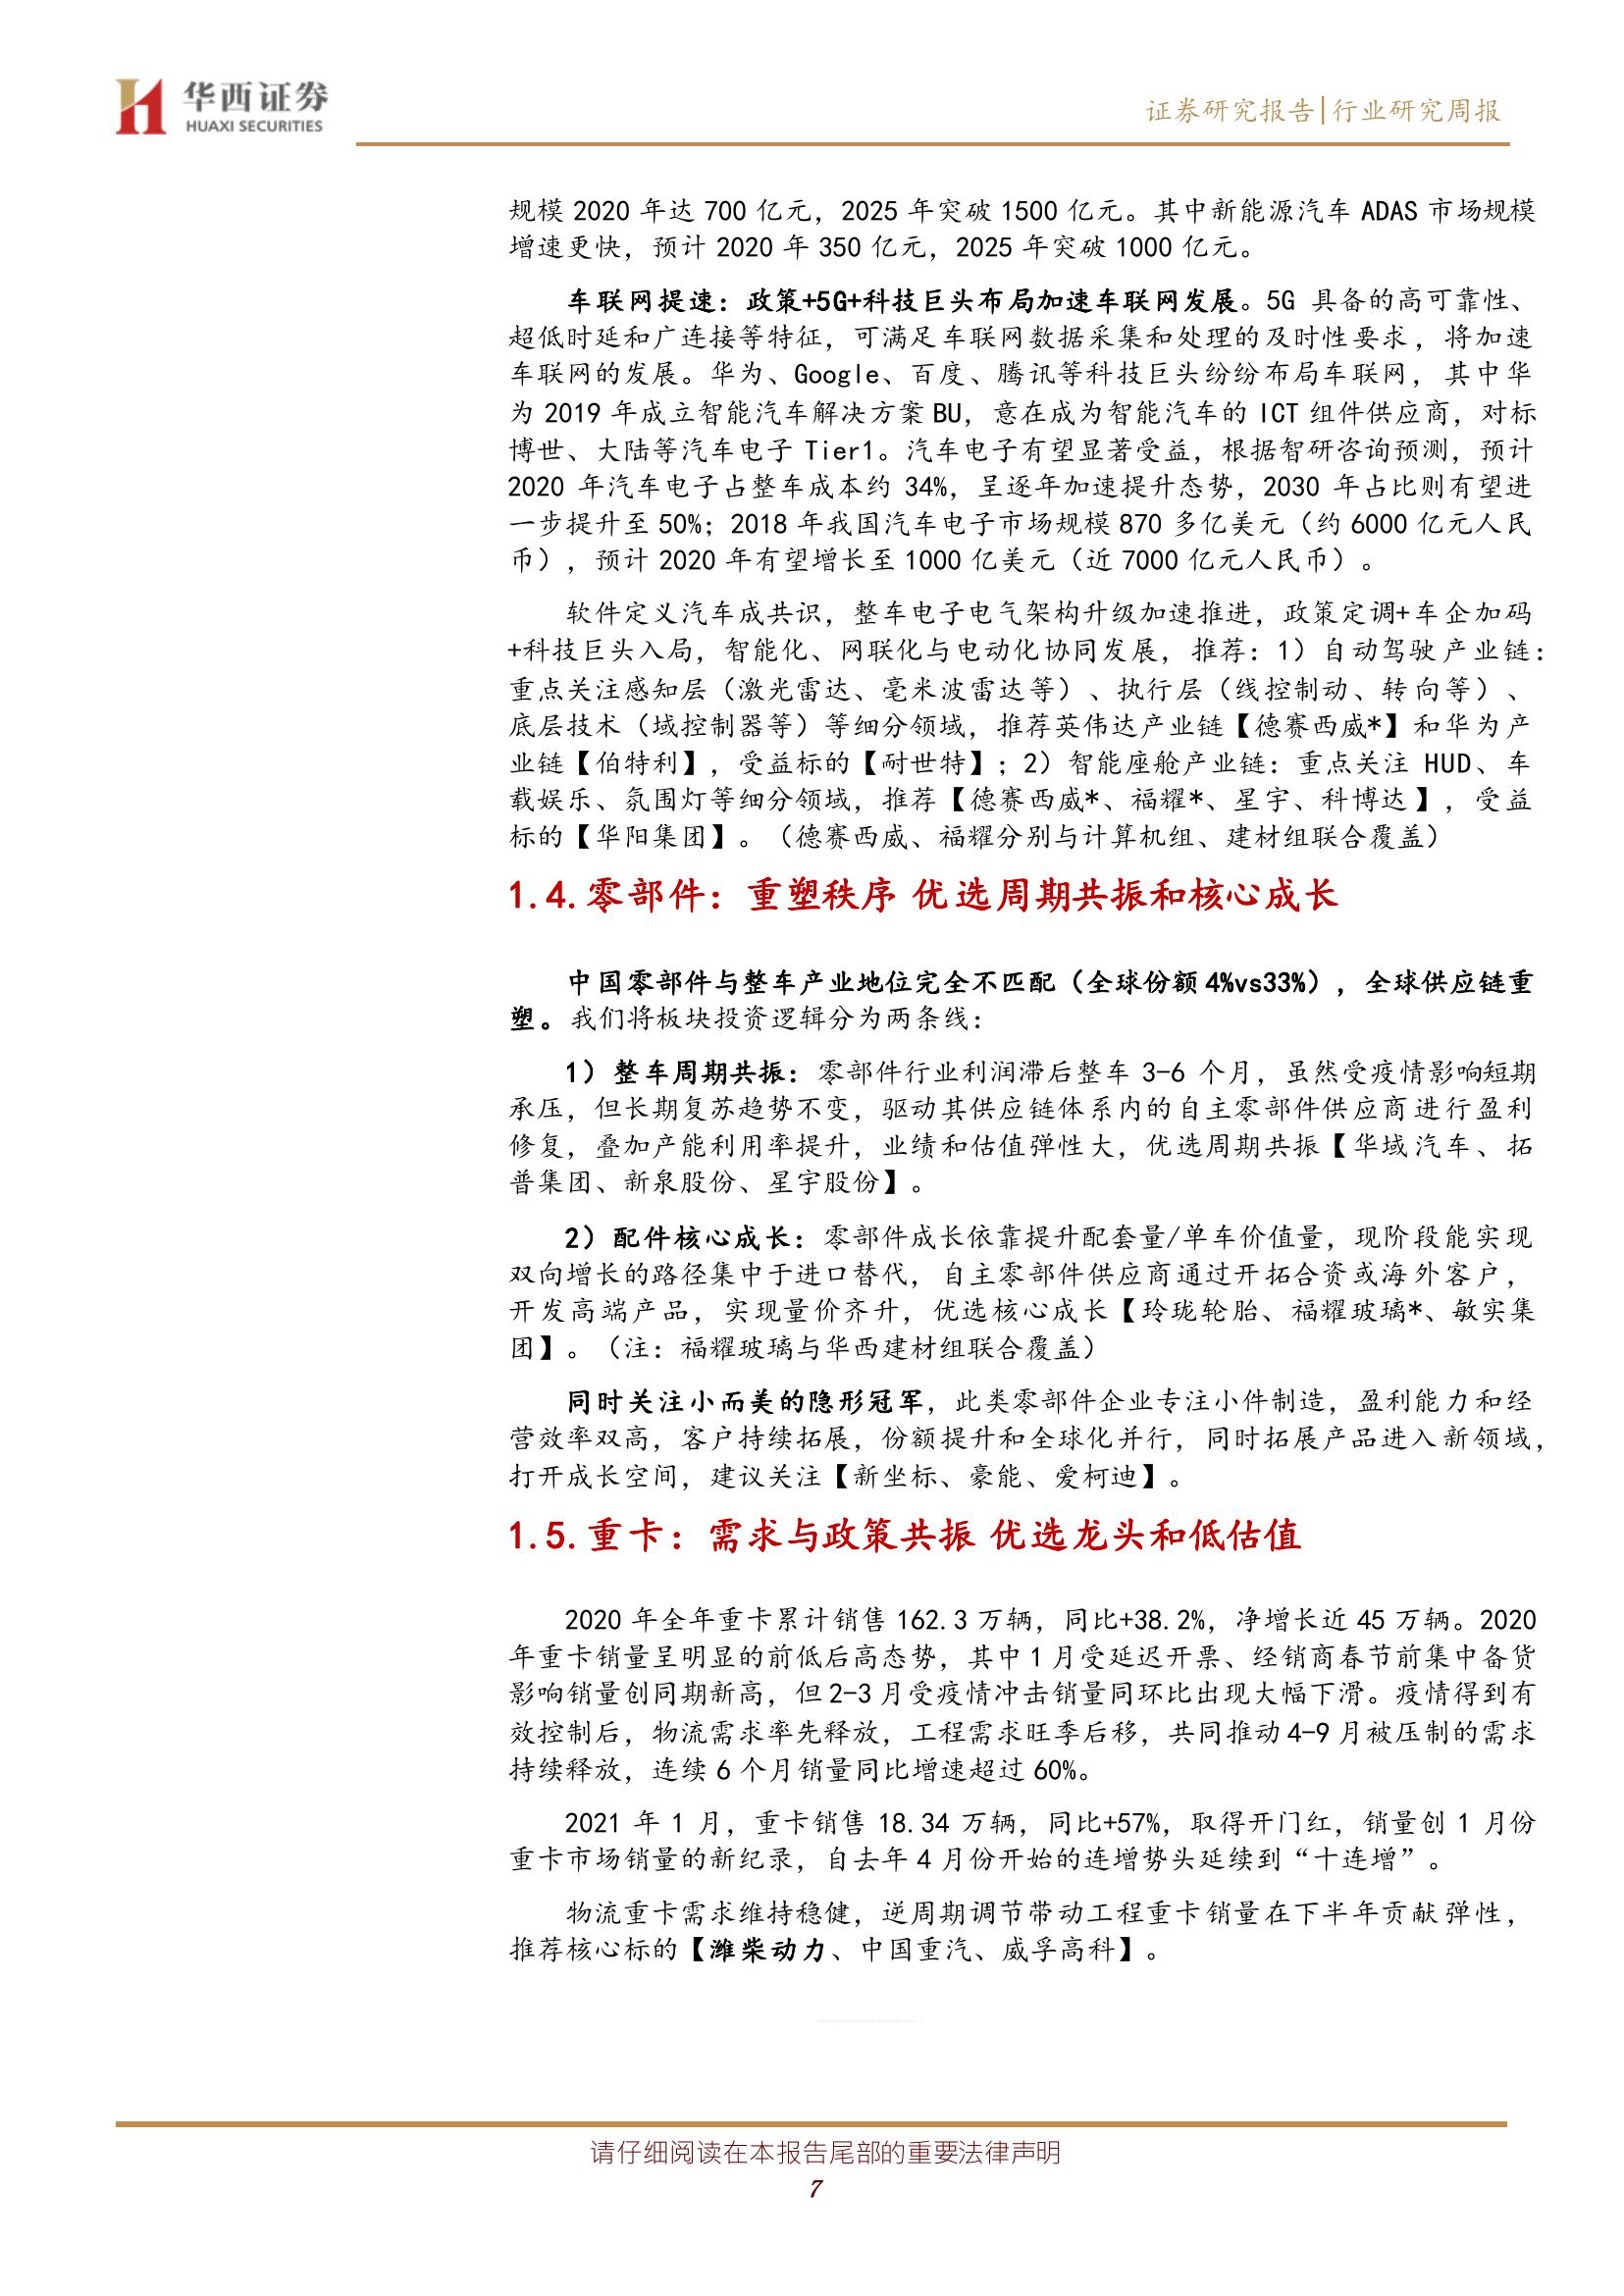 华西证券
HUAXI SECURITIES
证券研究报告|行业研究周报
规模 2020 年达 700 亿元，2025 年突破 1500 亿元。其中新能源汽车 ADAS 市场规模
增速更快，预计 2020 年 350 亿元，2025 年突破 1000 亿元。
车联网提速：政策+5G+科技巨头布局加速车联网发展。5G 具备的高可靠性、
超低时延和广连接等特征，可满足车联网数据采集和处理的及时性要求，将加速
车联网的发展。华为、Google、百度、腾讯等科技巨头纷纷布局车联网，其中华
为 2019 年成立智能汽车解决方案 BU，意在成为智能汽车的 ICT 组件供应商，对标
博世、大陆等汽车电子 Tier1。汽车电子有望显著受益，根据智研咨询预测，预计
2020 年汽车电子占整车成本约 34%，呈逐年加速提升态势，2030 年占比则有望进
一步提升至 50%；2018 年我国汽车电子市场规模 870 多亿美元（约 6000 亿元人民
币），预计 2020 年有望增长至 1000 亿美元（近 7000 亿元人民币）。
软件定义汽车成共识，整车电子电气架构升级加速推进，政策定调+车企加码
+科技巨头入局，智能化、网联化与电动化协同发展，推荐：1）自动驾驶产业链：
重点关注感知层（激光雷达、毫米波雷达等）、执行层（线控制动、转向等）、
底层技术（域控制器等）等细分领域，推荐英伟达产业链【德赛西威*】和华为产
业链【伯特利】，受益标的【耐世特】；2）智能座舱产业链：重点关注 HUD、车
载娱乐、氛围灯等细分领域，推荐【德赛西威*、福耀*、星宇、科博达】，受益
标的【华阳集团】。（德赛西威、福耀分别与计算机组、建材组联合覆盖）
1.4.零部件：重塑秩序 优选周期共振和核心成长
中国零部件与整车产业地位完全不匹配（全球份额 4%vs33%），全球供应链重
塑。我们将板块投资逻辑分为两条线：
1）整车周期共振：零部件行业利润滞后整车 3-6 个月，虽然受疫情影响短期
承压，但长期复苏趋势不变，驱动其供应链体系内的自主零部件供应商进行盈利
修复，叠加产能利用率提升，业绩和估值弹性大，优选周期共振【华域汽车、拓
普集团、新泉股份、星宇股份】。
2）配件核心成长：零部件成长依靠提升配套量/单车价值量，现阶段能实现
双向增长的路径集中于进口替代，自主零部件供应商通过开拓合资或海外客户，
开发高端产品，实现量价齐升，优选核心成长【玲珑轮胎、福耀玻璃*、敏实集
团】。（注：福耀玻璃与华西建材组联合覆盖）
同时关注小而美的隐形冠军，此类零部件企业专注小件制造，盈利能力和经
营效率双高，客户持续拓展，份额提升和全球化并行，同时拓展产品进入新领域，
打开成长空间，建议关注【新坐标、豪能、爱柯迪】。
1.5.重卡：需求与政策共振 优选龙头和低估值
2020 年全年重卡累计销售 162.3 万辆，同比+38.2%，净增长近 45 万辆。2020
年重卡销量呈明显的前低后高态势，其中 1 月受延迟开票、经销商春节前集中备货
影响销量创同期新高，但 2-3 月受疫情冲击销量同环比出现大幅下滑。疫情得到有
效控制后，物流需求率先释放，工程需求旺季后移，共同推动 4-9 月被压制的需求
持续释放，连续 6 个月销量同比增速超过 60%。
2021 年 1 月，重卡销售 18.34 万辆，同比+57%，取得开门红，销量创 1 月份
重卡市场销量的新纪录，自去年 4 月份开始的连增势头延续到“十连增”。
物流重卡需求维持稳健，逆周期调节带动工程重卡销量在下半年贡献弹性，
推荐核心标的【潍柴动力、中国重汽、威孚高科】。
请仔细阅读在本报告尾部的重要法律声明
7